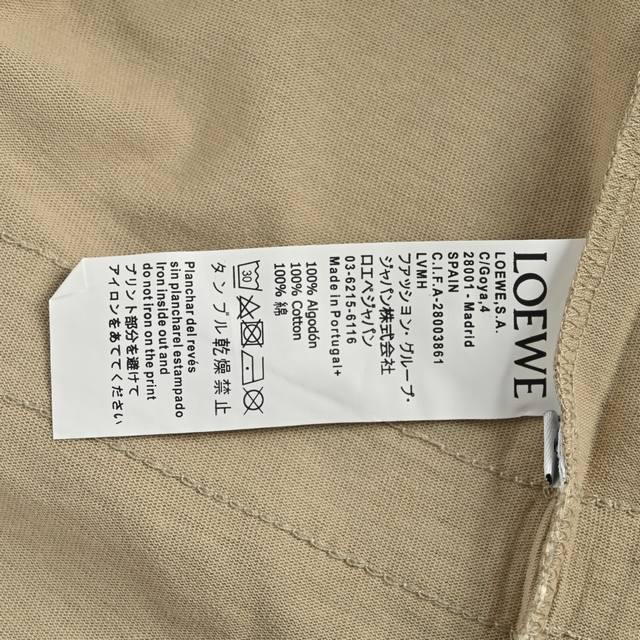 LOEWE
LOEWE,S.A.
C/Goya,4
28001 - Madrid
SPAIN
C.I.F.A-28003861
LVMH
ファッション・グループ・
ジャパン株式会社
ロエベジャパン
03-6215-6116
Made in Portugal+
100% Algodón
100% Cotton
100% 綿
30
タンブル乾燥禁止
Planchar del revés
sin plancharel estampado
Iron inside out and
do not iron on the print
プリント部分を避けて
アイロンをあててください